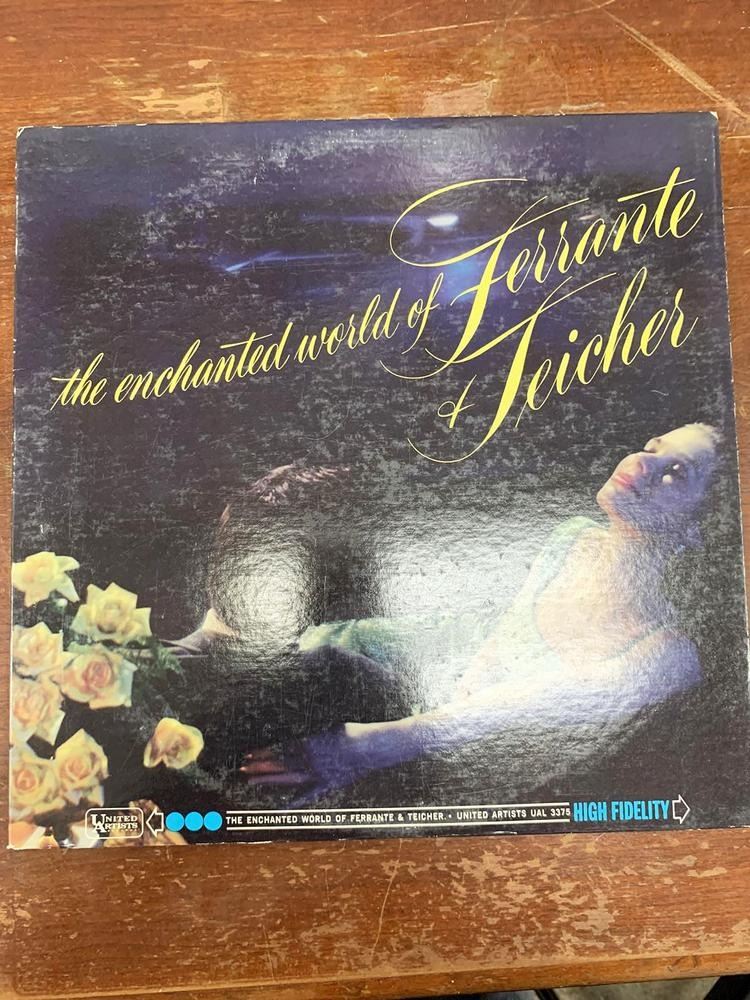 the enchanted world of Ferrante
& Teicher
UNITED
ARTISTS
THE ENCHANTED WORLD OF FERRANTE & TEICHER. • UNITED ARTISTS UAL 3375 HIGH FIDELITY